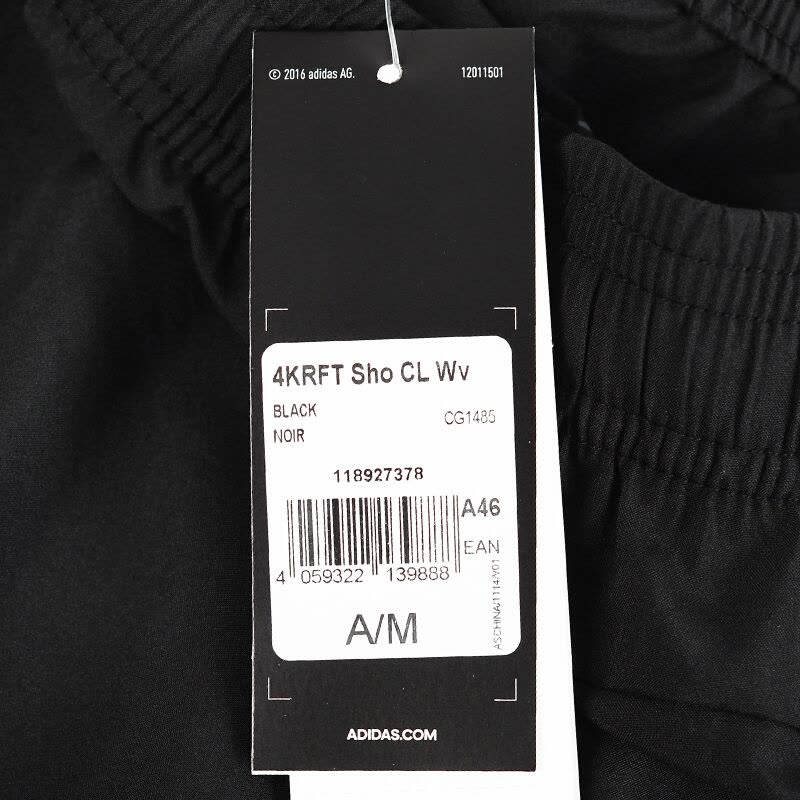 © 2016 adidas AG. 12011501
4KRFT Sho CL Wv
BLACK
NOIR CG1485
118927378
A46
EAN
4 059322 139888
ASCHINA/1114/V01
A/M
ADIDAS.COM